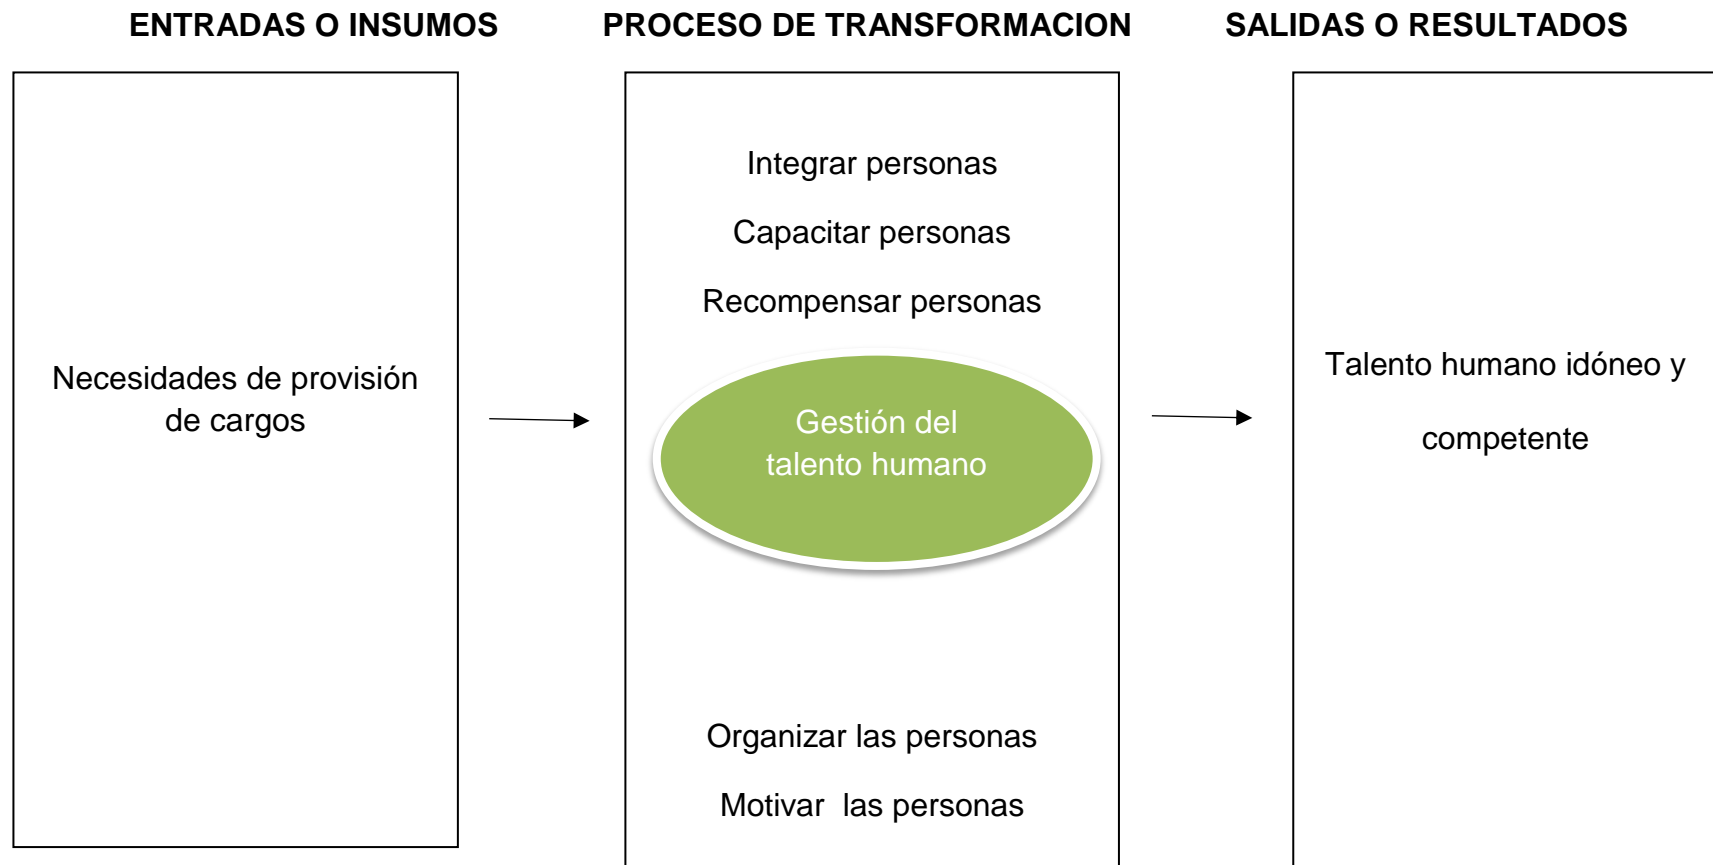 ENTRADAS O INSUMOS
PROCESO DE TRANSFORMACION
SALIDAS O RESULTADOS
Necesidades de provisión
de cargos
Integrar personas
Capacitar personas
Recompensar personas
Gestión del
talento humano
Organizar las personas
Motivar  las personas
Talento humano idóneo y
competente